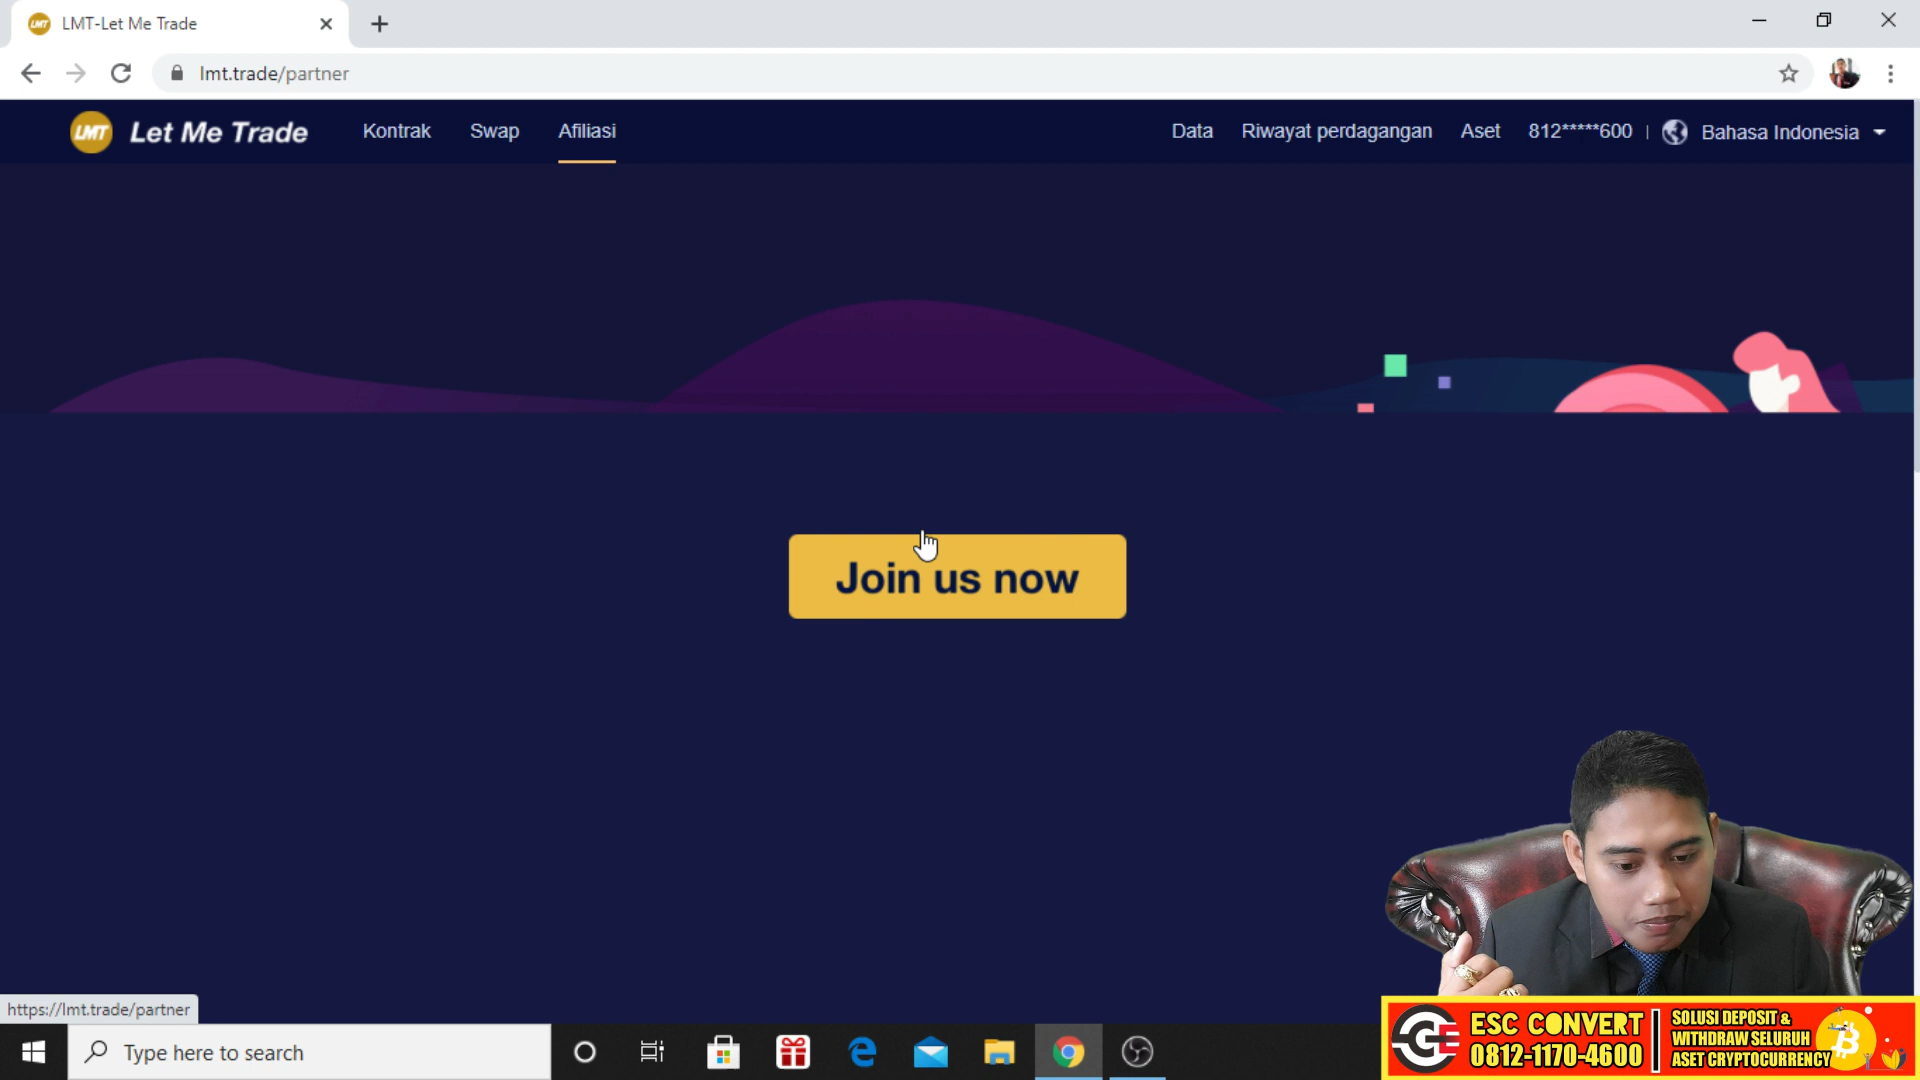 LMT
LMT-Let Me Trade
lmt.trade/partner
LMT
Let Me Trade
Kontrak
Swap
Afiliasi
Data
Riwayat perdagangan
Aset
812*****600
|
Bahasa Indonesia
Join us now
https://lmt.trade/partner
Type here to search
ESC CONVERT
0812-1170-4600
SOLUSI DEPOSIT &
WITHDRAW SELURUH
ASET CRYPTOCURRENCY